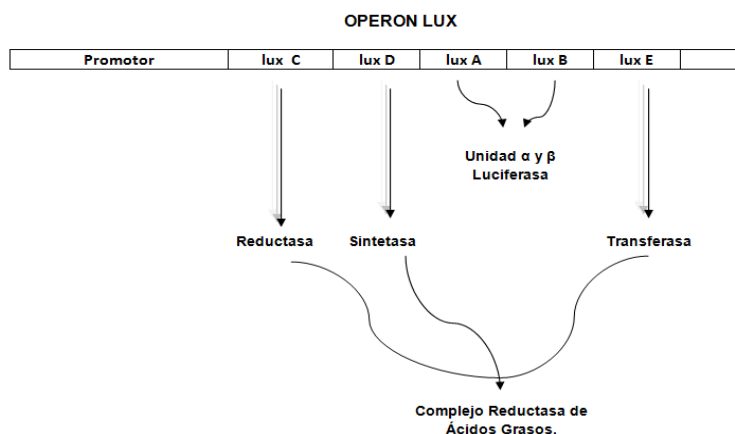 OPERON LUX
Promotor lux C lux D lux A lux B lux E
Unidad α y β
Luciferasa
Reductasa Sintetasa Transferasa
Complejo Reductasa de
Ácidos Grasos.